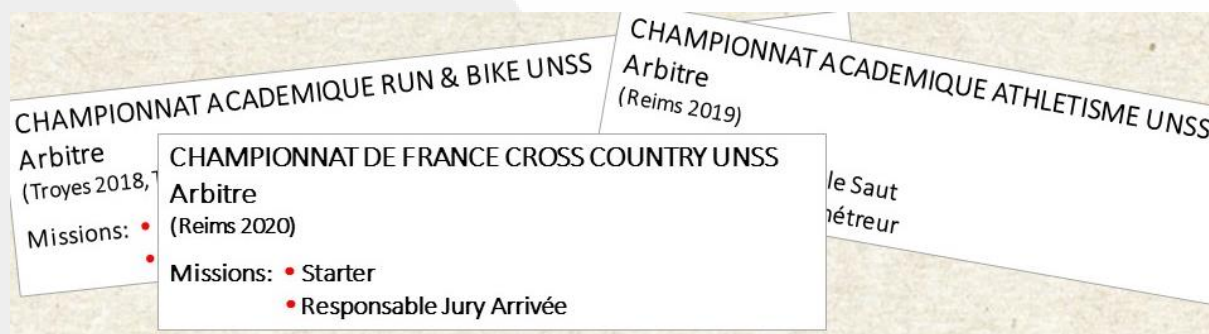 CHAMPIONNAT ACADEMIQUE RUN & BIKE UNSS
Arbitre
(Troyes 2018,
Missions: •
•
CHAMPIONNAT DE FRANCE CROSS COUNTRY UNSS
Arbitre
(Reims 2020)
Missions: • Starter
• Responsable Jury Arrivée
CHAMPIONNAT ACADEMIQUE ATHLETISME UNSS
Arbitre
(Reims 2019)
le Saut